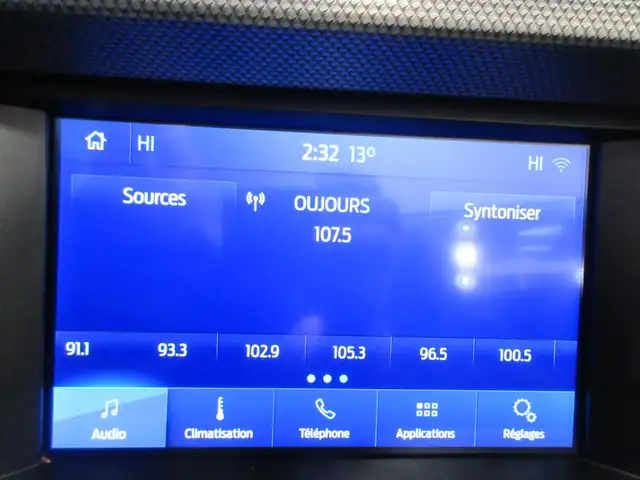 HI 2:32 13° HI
Sources OUJOURS Syntoniser
107.5
91.1 93.3 102.9 105.3 96.5 100.5
Audio Climatisation Téléphone Applications Réglages